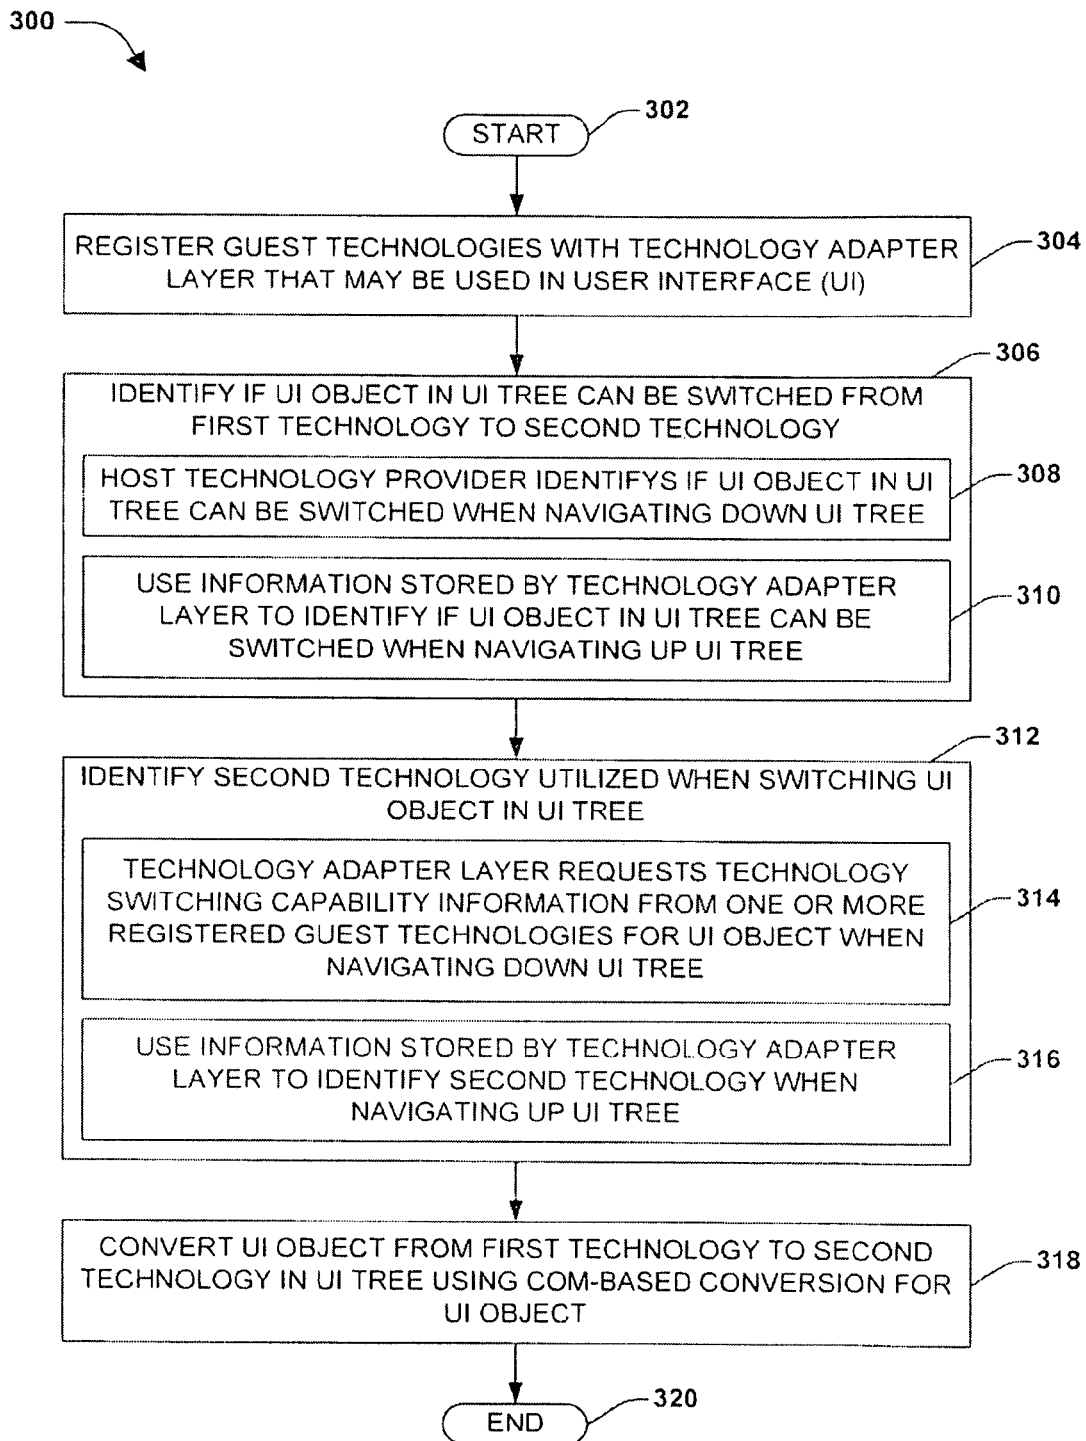 300
START
302
REGISTER GUEST TECHNOLOGIES WITH TECHNOLOGY ADAPTER
LAYER THAT MAY BE USED IN USER INTERFACE (UI)
304
306
IDENTIFY IF UI OBJECT IN UI TREE CAN BE SWITCHED FROM
FIRST TECHNOLOGY TO SECOND TECHNOLOGY
HOST TECHNOLOGY PROVIDER IDENTIFYS IF UI OBJECT IN UI
TREE CAN BE SWITCHED WHEN NAVIGATING DOWN UI TREE
308
USE INFORMATION STORED BY TECHNOLOGY ADAPTER
LAYER TO IDENTIFY IF UI OBJECT IN UI TREE CAN BE
SWITCHED WHEN NAVIGATING UP UI TREE
310
312
IDENTIFY SECOND TECHNOLOGY UTILIZED WHEN SWITCHING UI
OBJECT IN UI TREE
TECHNOLOGY ADAPTER LAYER REQUESTS TECHNOLOGY
SWITCHING CAPABILITY INFORMATION FROM ONE OR MORE
REGISTERED GUEST TECHNOLOGIES FOR UI OBJECT WHEN
NAVIGATING DOWN UI TREE
314
USE INFORMATION STORED BY TECHNOLOGY ADAPTER
LAYER TO IDENTIFY SECOND TECHNOLOGY WHEN
NAVIGATING UP UI TREE
316
CONVERT UI OBJECT FROM FIRST TECHNOLOGY TO SECOND
TECHNOLOGY IN UI TREE USING COM-BASED CONVERSION FOR
UI OBJECT
318
END
320